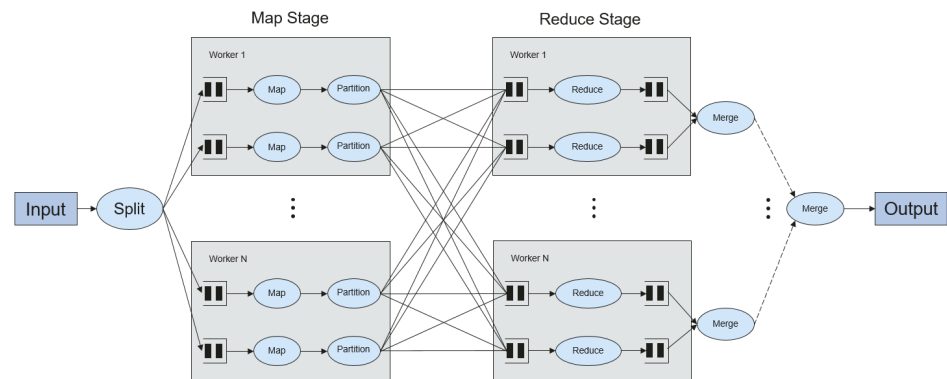 Map Stage
Reduce Stage
Worker 1
Worker 1
Map
Partition
Reduce
Merge
Map
Partition
Reduce
Input
Split
Merge
Output
Worker N
Worker N
Map
Partition
Reduce
Merge
Map
Partition
Reduce